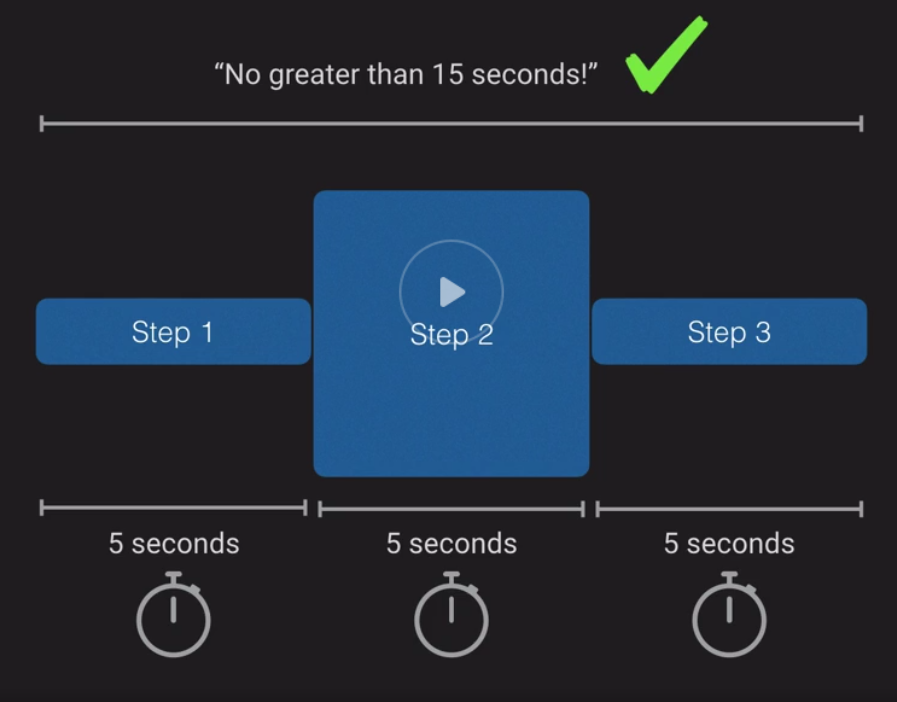 “No greater than 15 seconds!”
Step 1
Step 2
Step 3
5 seconds
5 seconds
5 seconds